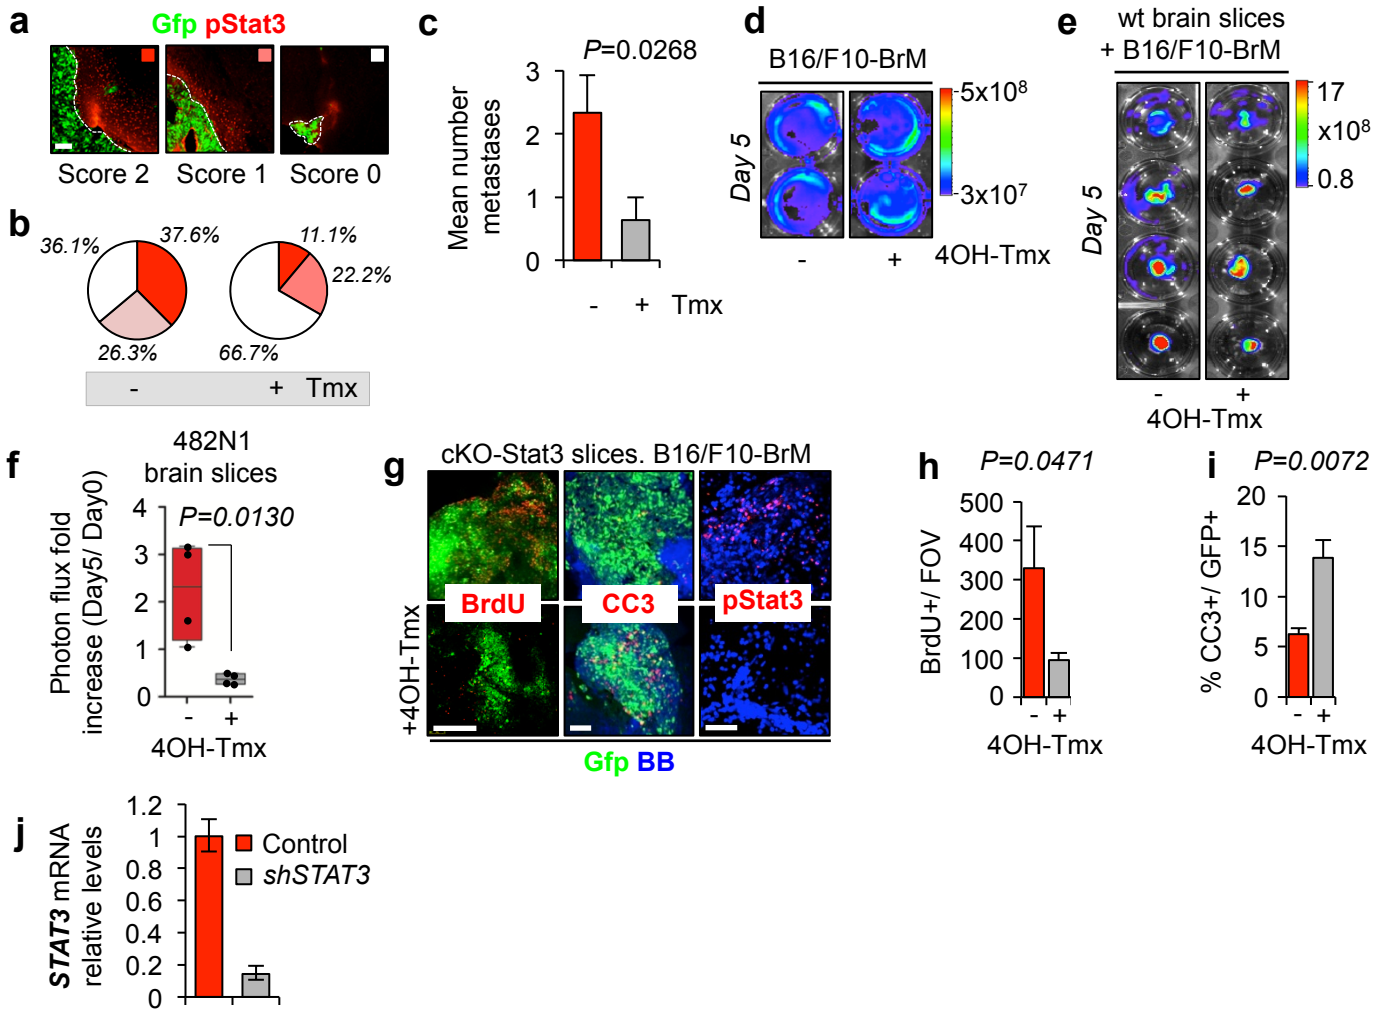 a
Gfp pStat3
Score 2 Score 1 Score 0
b
36.1% 37.6% 11.1%
22.2%
26.3% 66.7%
- + Tmx
c
P=0.0268
Mean number
metastases
3
2
1
0
- + Tmx
d
B16/F10-BrM
Day 5
5x10⁸
3x10⁷
- + 4OH-Tmx
e
wt brain slices
+ B16/F10-BrM
Day 5
17
x10⁸
0.8
- +
4OH-Tmx
f
482N1
brain slices
P=0.0130
Photon flux fold
increase (Day5/ Day0)
4
3
2
1
0
- +
4OH-Tmx
g
cKO-Stat3 slices. B16/F10-BrM
BrdU CC3 pStat3
+4OH-Tmx
Gfp BB
h
P=0.0471
BrdU+/ FOV
500
400
300
200
100
0
- +
4OH-Tmx
i
P=0.0072
% CC3+/ GFP+
20
15
10
5
0
- +
4OH-Tmx
j
STAT3 mRNA
relative levels
1.2
1
0.8
0.6
0.4
0.2
0
Control
shSTAT3